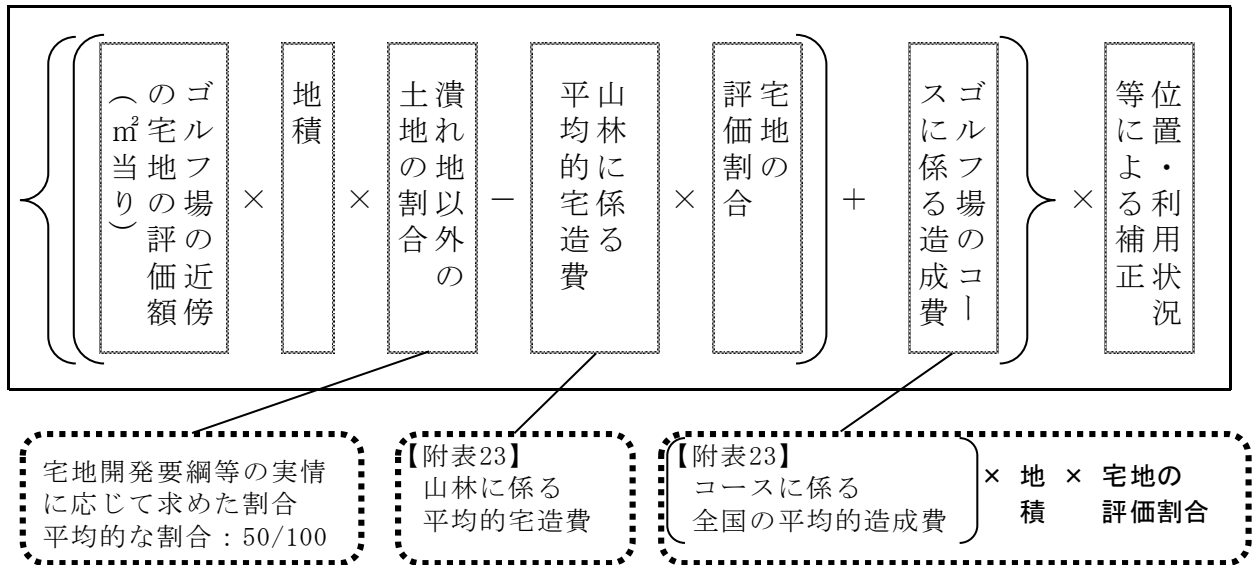 ゴルフ場の近傍
の宅地の評価額
（㎡当り）
×
地積
×
潰れ地以外の
土地の割合
－
山林に係る
平均的宅造費
×
宅地の
評価割合
＋
ゴルフ場のコー
スに係る造成費
×
位置・利用状況
等による補正
宅地開発要綱等の実情
に応じて求めた割合
平均的な割合：50/100
【附表23】
山林に係る
平均的宅造費
【附表23】
コースに係る
全国の平均的造成費
×
地
積
×
宅地の
評価割合